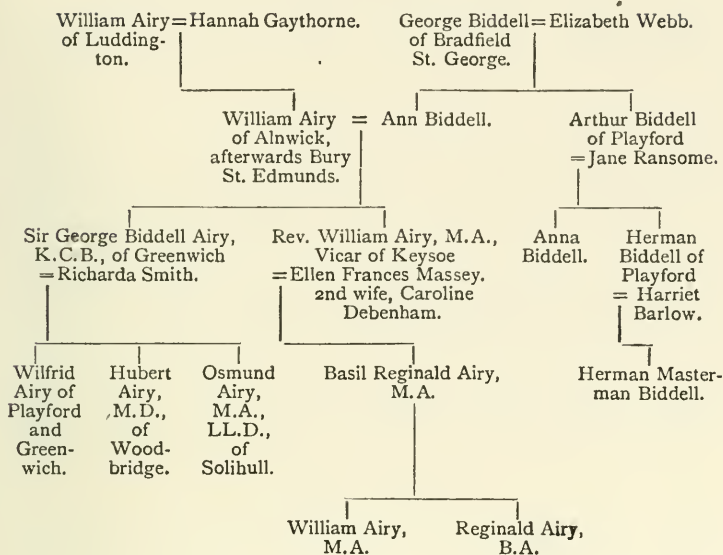 William Airy = Hannah Gaythorne.
of Ludding-
ton.
George Biddell = Elizabeth Webb.
of Bradfield
St. George.
William Airy = Ann Biddell.
of Alnwick,
afterwards Bury
St. Edmunds.
Arthur Biddell
of Playford
= Jane Ransome.
Sir George Biddell Airy,
K.C.B., of Greenwich
= Richarda Smith.
Rev. William Airy, M.A.,
Vicar of Keysoe
= Ellen Frances Massey.
2nd wife, Caroline
Debenham.
Anna
Biddell.
Herman
Biddell of
Playford
= Harriet
Barlow.
Wilfrid
Airy of
Playford
and
Green-
wich.
Hubert
Airy,
M.D.,
of
Wood-
bridge.
Osmund
Airy,
M.A.,
LL.D.,
of
Solihull.
Basil Reginald Airy,
M.A.
Herman Master-
man Biddell.
William Airy,
M.A.
Reginald Airy,
B.A.